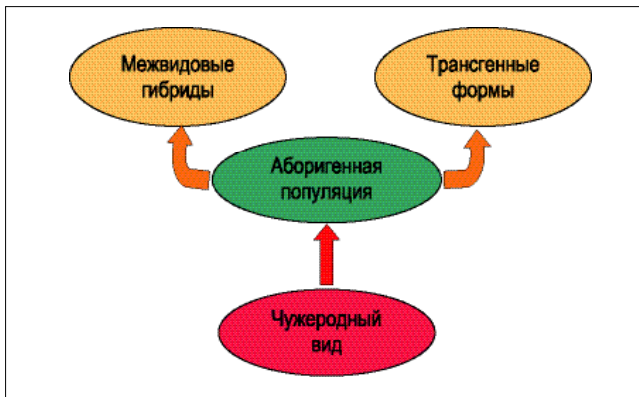 Межвидовые
гибриды
Трансгенные
формы
Аборигенная
популяция
Чужеродный
вид